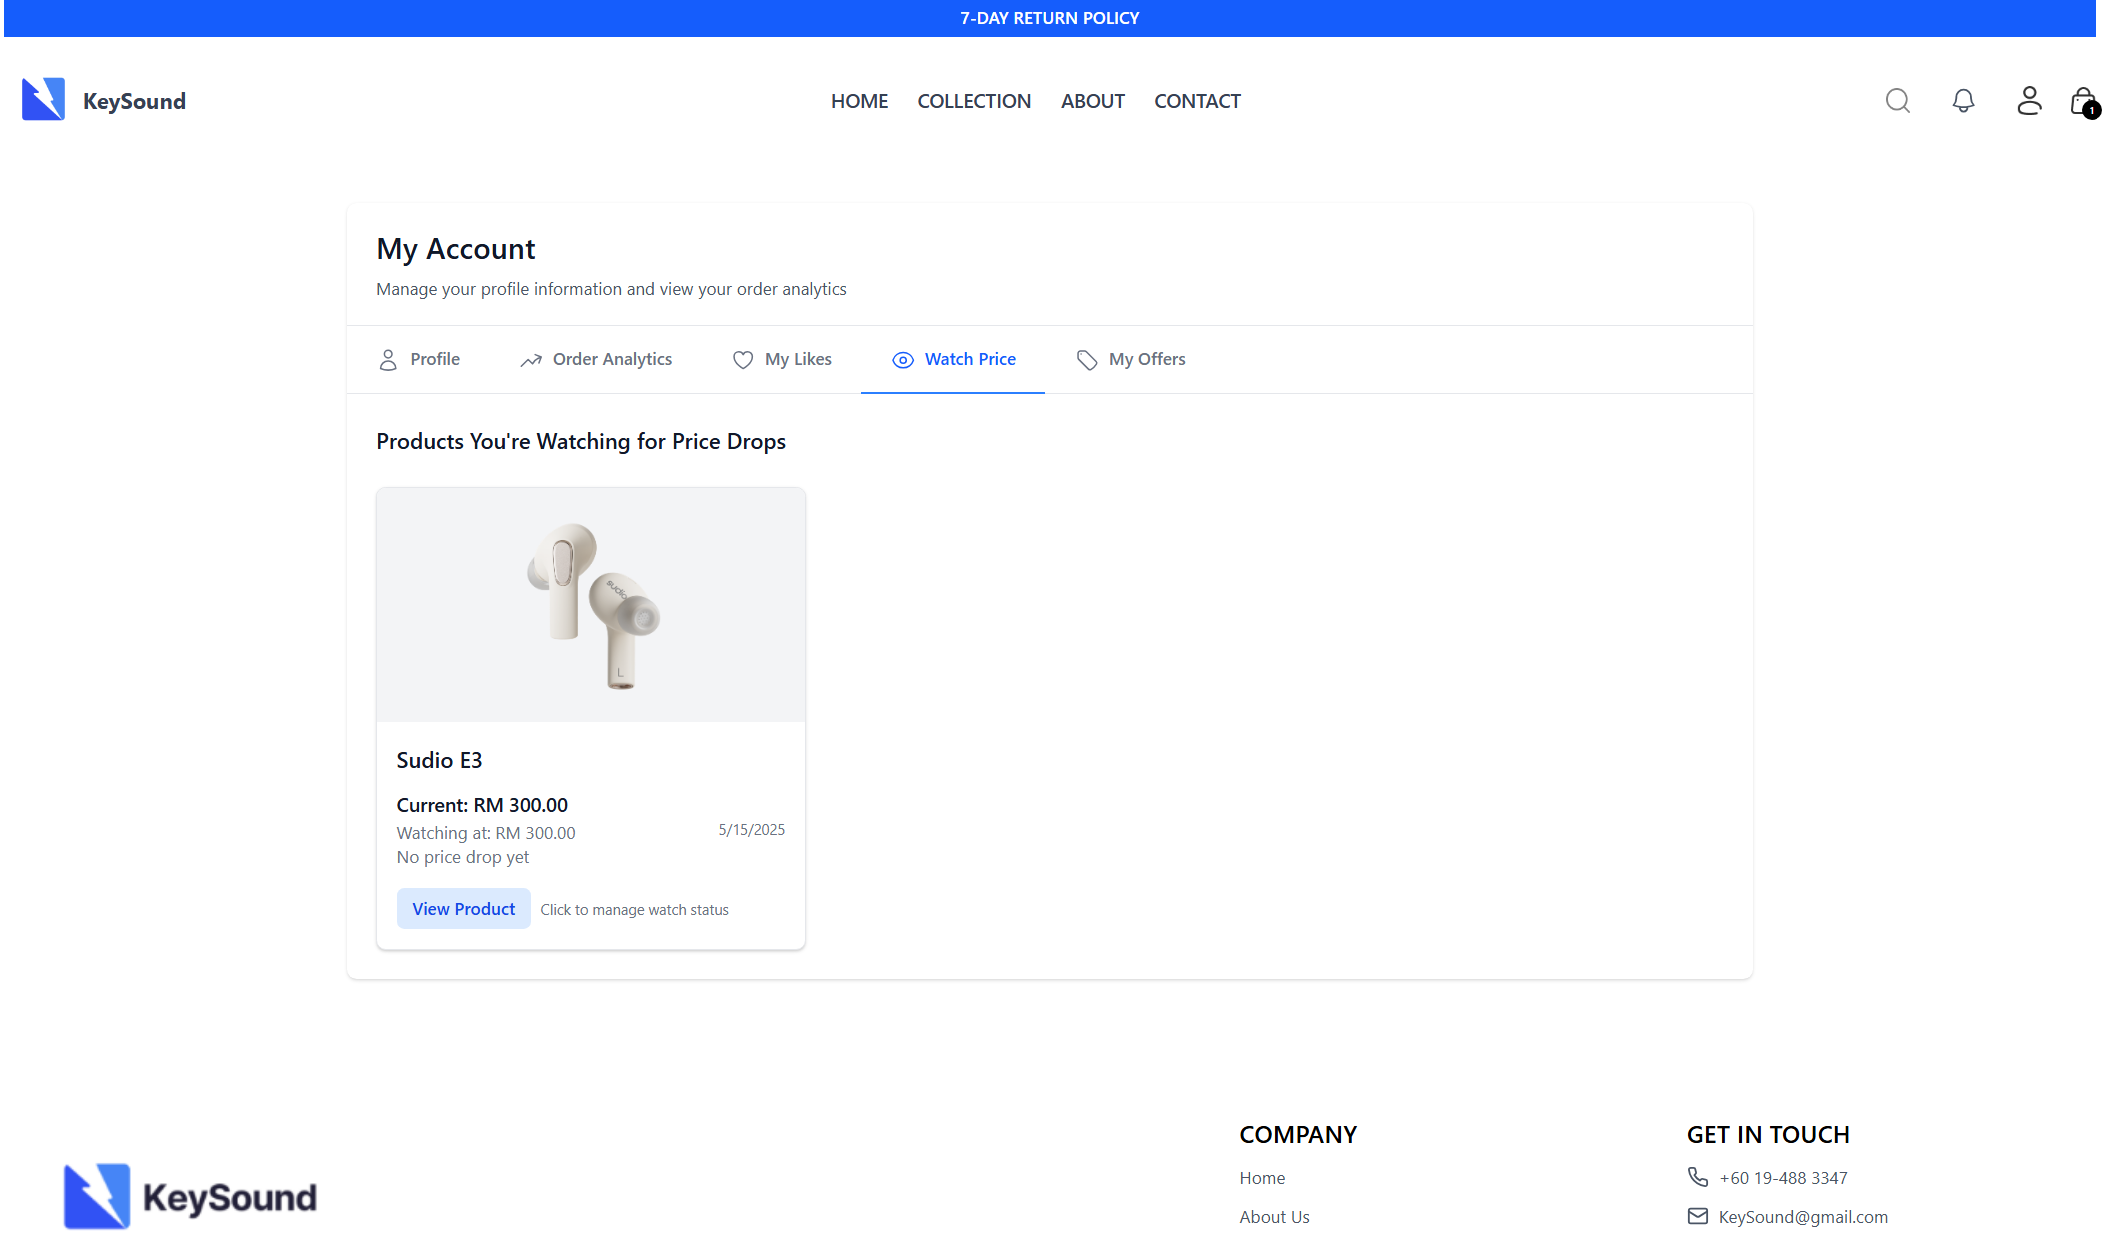 7-DAY RETURN POLICY
KeySound
HOME COLLECTION ABOUT CONTACT
1
My Account
Manage your profile information and view your order analytics
Profile Order Analytics My Likes Watch Price My Offers
Products You're Watching for Price Drops
sudio
L
Sudio E3
Current: RM 300.00
Watching at: RM 300.00
5/15/2025
No price drop yet
View Product Click to manage watch status
KeySound
COMPANY
Home
About Us
GET IN TOUCH
+60 19-488 3347
KeySound@gmail.com